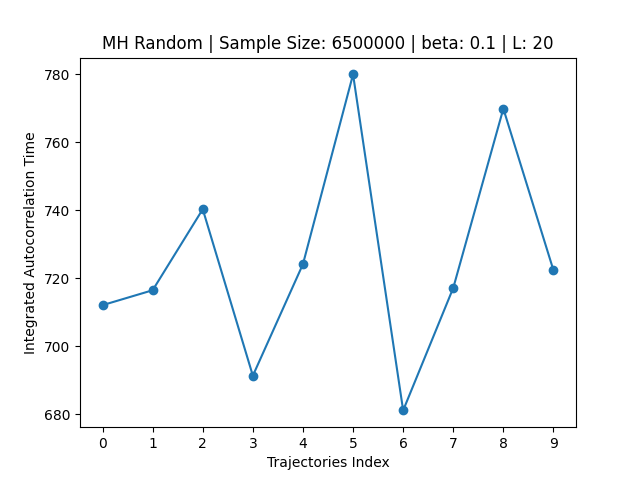 MH Random | Sample Size: 6500000 | beta: 0.1 | L: 20
Integrated Autocorrelation Time
780
760
740
720
700
680
0 1 2 3 4 5 6 7 8 9
Trajectories Index